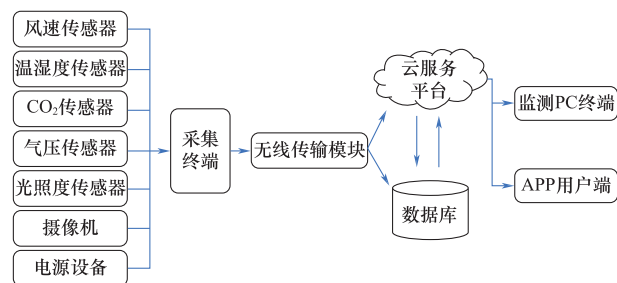 风速传感器
温湿度传感器
CO₂传感器
气压传感器
光照度传感器
摄像机
电源设备
采集
终端
无线传输模块
云服务
平台
数据库
监测PC终端
APP用户端